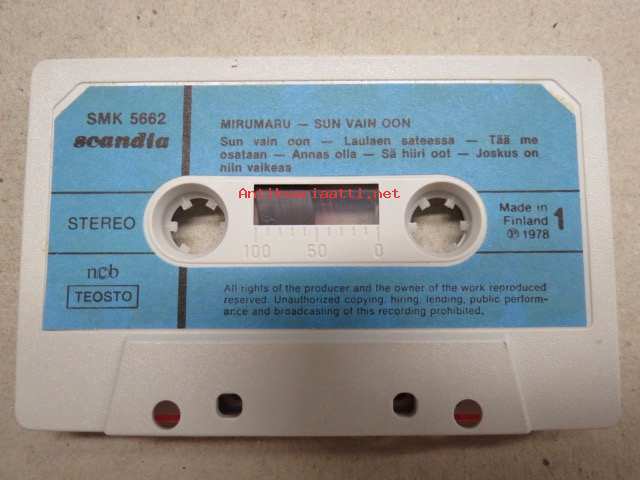 SMK 5662
scandia
MIRUMARU — SUN VAIN OON
Sun vain oon — Laulaen sateessa — Tää me
osataan — Annas olla — Sä hiiri oot — Joskus on
niin vaikeaa
Antikvariaatti.net
STEREO
100 50 0
Made in
Finland
℗ 1978
1
ncb
TEOSTO
All rights of the producer and the owner of the work reproduced
reserved. Unauthorized copying, hiring, lending, public perform-
ance and broadcasting of this recording prohibited.